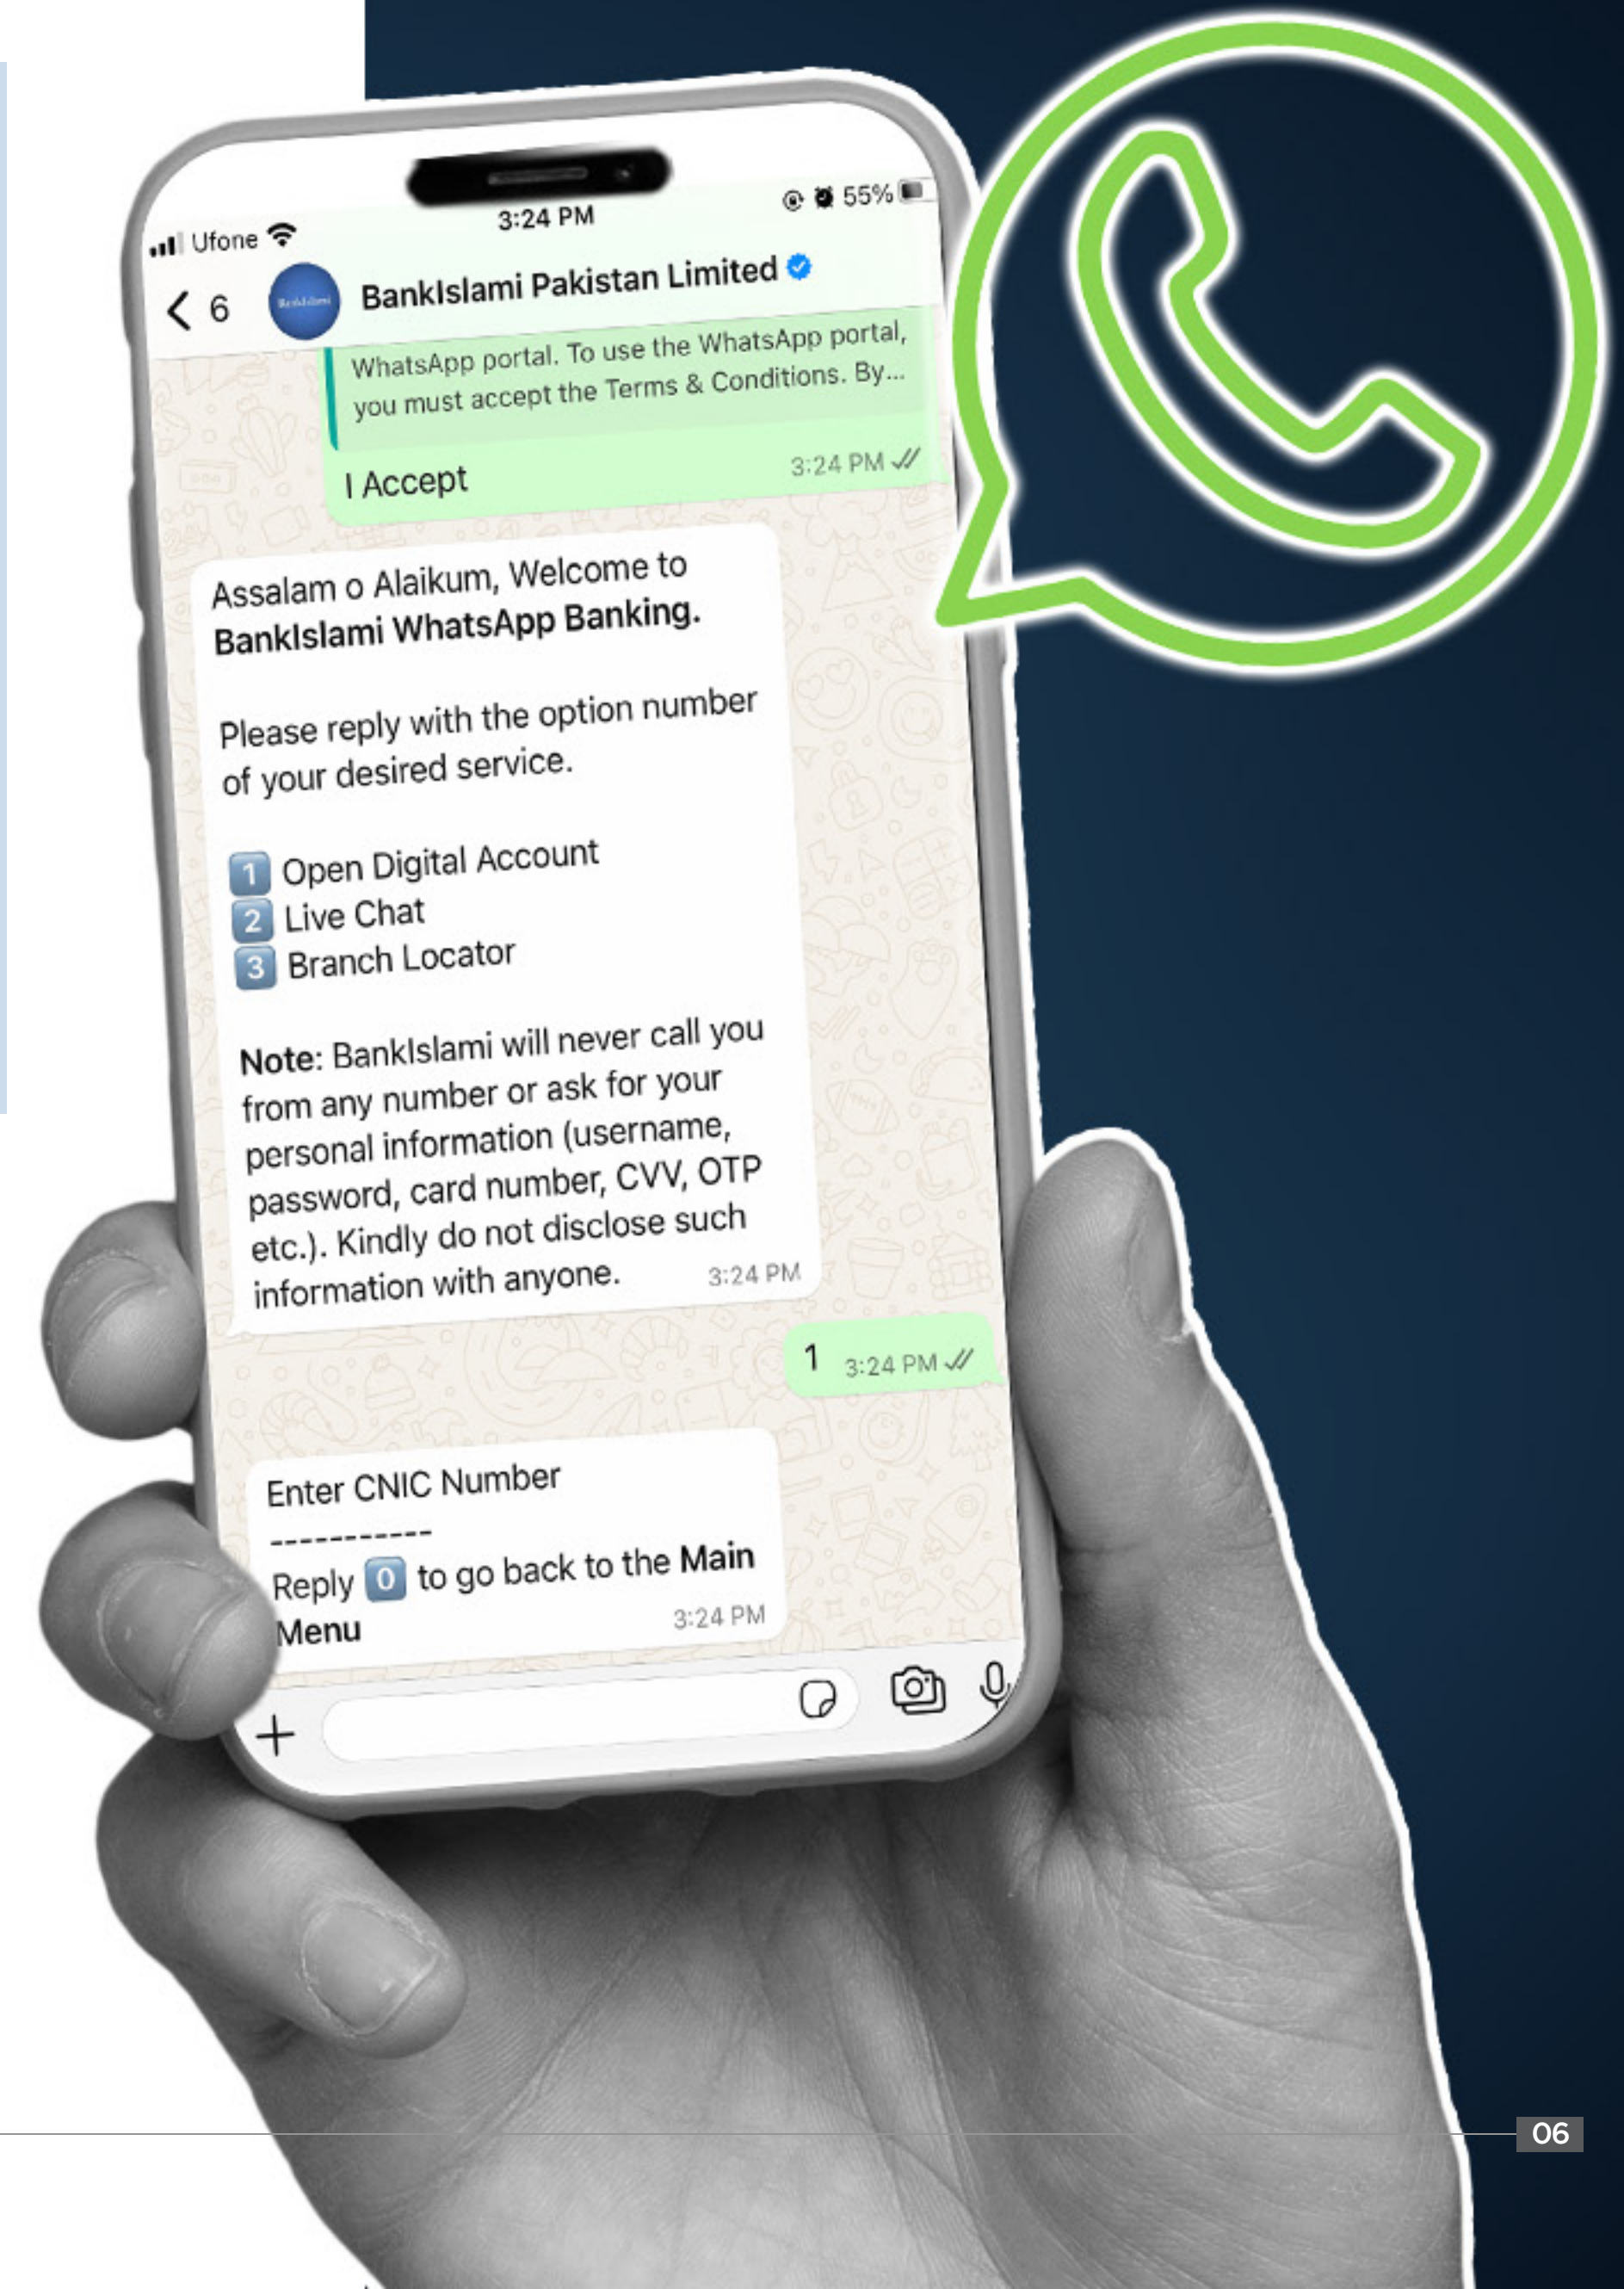 Ufone
3:24 PM
55%
6
BankIslami
BankIslami Pakistan Limited
WhatsApp portal. To use the WhatsApp portal,
you must accept the Terms & Conditions. By...
I Accept
3:24 PM
Assalam o Alaikum, Welcome to
BankIslami WhatsApp Banking.
Please reply with the option number
of your desired service.
1 Open Digital Account
2 Live Chat
3 Branch Locator
Note: BankIslami will never call you
from any number or ask for your
personal information (username,
password, card number, CVV, OTP
etc.). Kindly do not disclose such
information with anyone.
3:24 PM
1 3:24 PM
Enter CNIC Number
-----------
Reply 0 to go back to the Main
Menu
3:24 PM
06